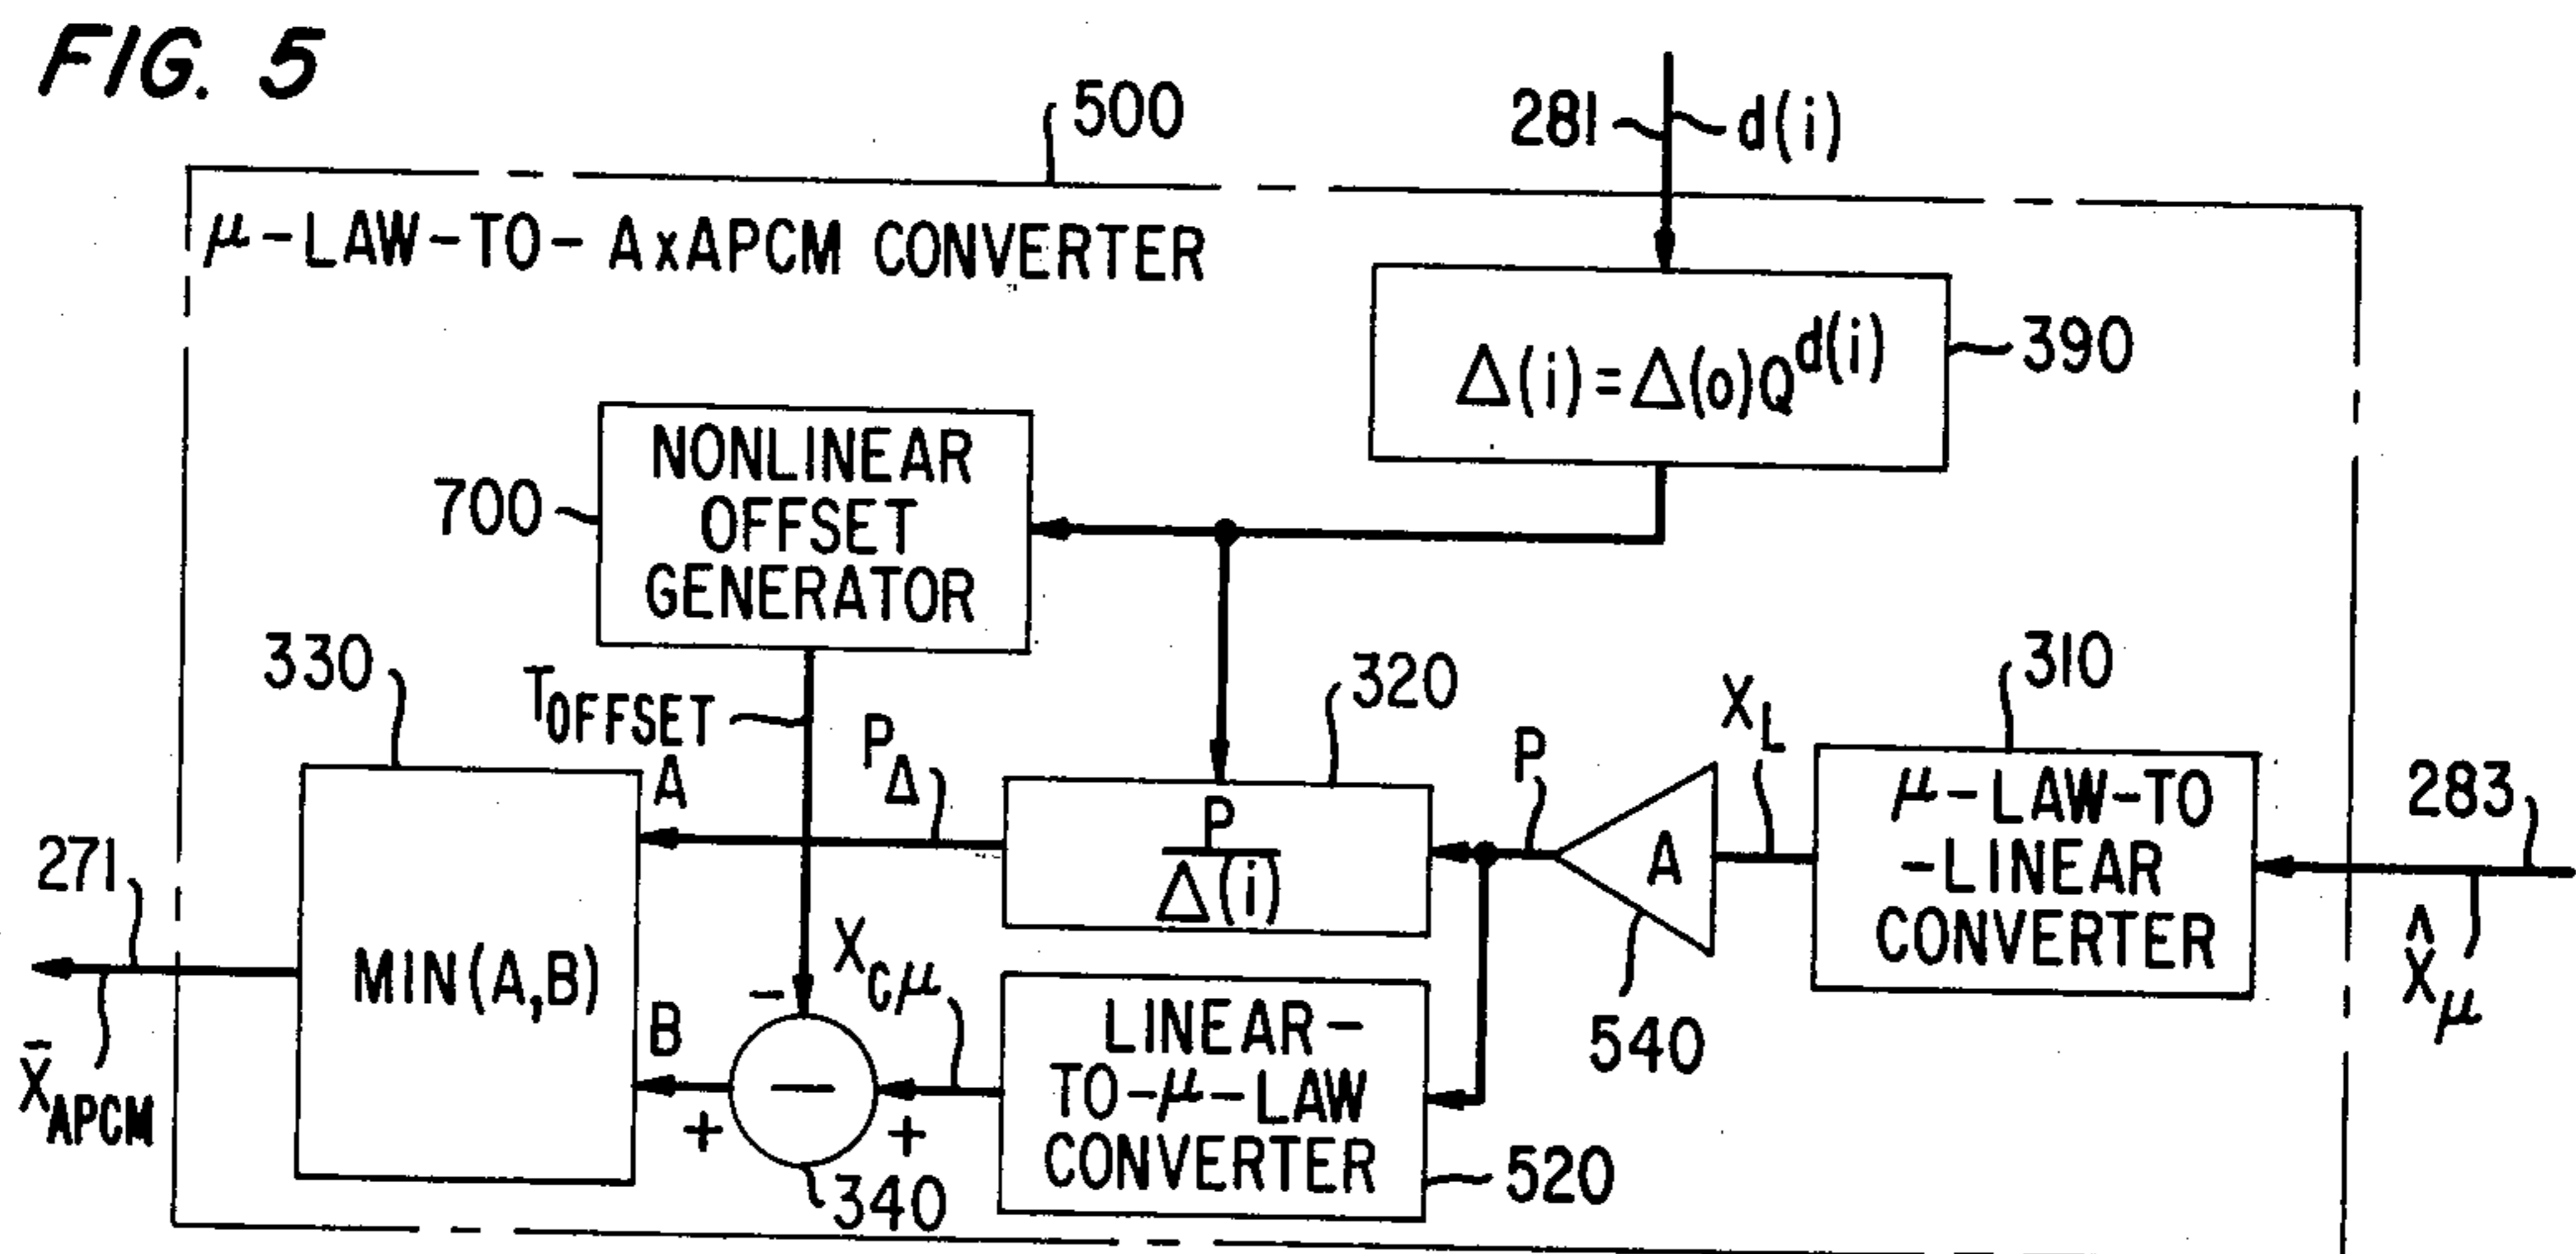 FIG. 5
500
281
d(i)
μ-LAW-TO-AxAPCM CONVERTER
Δ(i)=Δ(o)Q^d(i)
390
NONLINEAR
OFFSET
GENERATOR
700
330
T_OFFSET
A
P_Δ
320
P
X_L
310
P
Δ(i)
A
μ-LAW-TO
-LINEAR
CONVERTER
283
X̂_μ
271
MIN(A,B)
X_Cμ
540
B
−
−
+
+
LINEAR-
TO-μ-LAW
CONVERTER
520
340
X̄_APCM